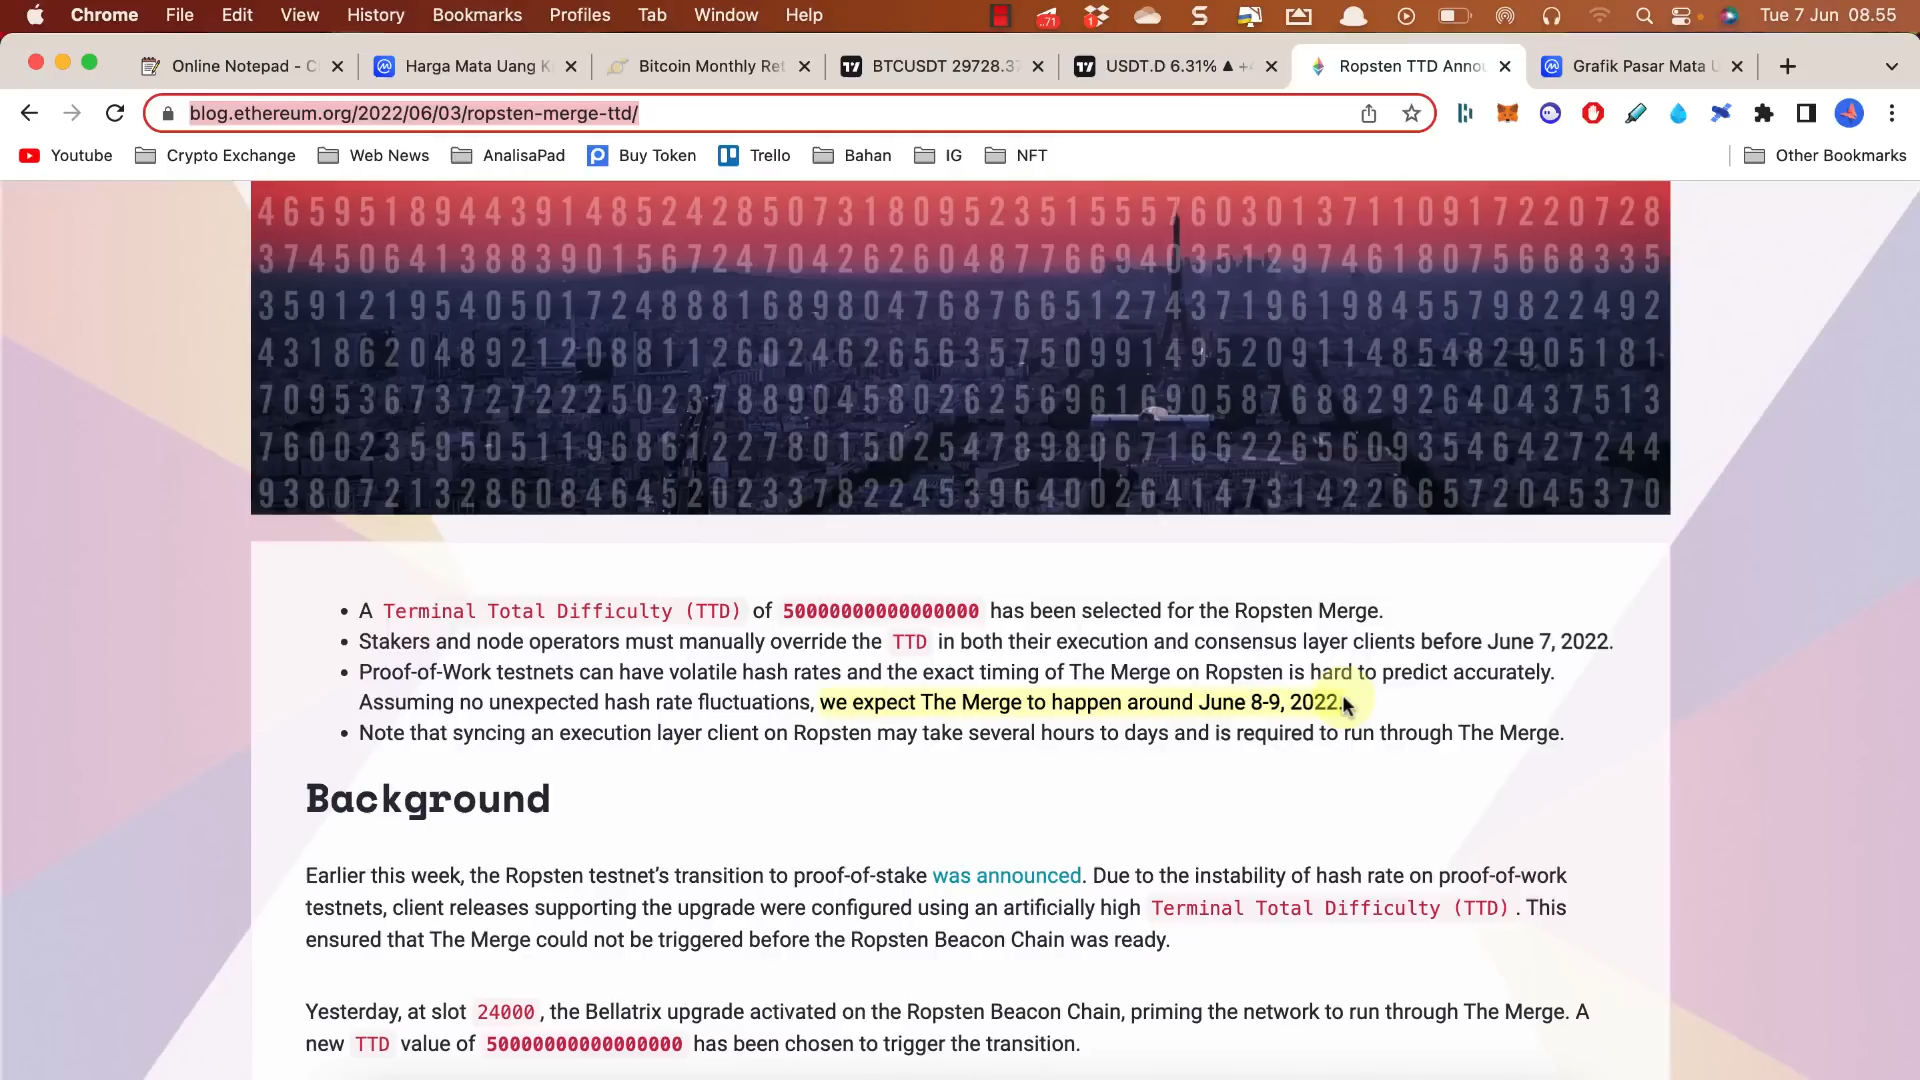 Chrome File Edit View History Bookmarks Profiles Tab Window Help ..71 1 Tue 7 Jun 08.55
Online Notepad - C Harga Mata Uang K Bitcoin Monthly Ret BTCUSDT 29728.37 USDT.D 6.31% ▲ +4 Ropsten TTD Annou Grafik Pasar Mata U
blog.ethereum.org/2022/06/03/ropsten-merge-ttd/
Youtube Crypto Exchange Web News AnalisaPad Buy Token Trello Bahan IG NFT Other Bookmarks
• A Terminal Total Difficulty (TTD) of 50000000000000000 has been selected for the Ropsten Merge.
• Stakers and node operators must manually override the TTD in both their execution and consensus layer clients before June 7, 2022.
• Proof-of-Work testnets can have volatile hash rates and the exact timing of The Merge on Ropsten is hard to predict accurately.
Assuming no unexpected hash rate fluctuations, we expect The Merge to happen around June 8-9, 2022.
• Note that syncing an execution layer client on Ropsten may take several hours to days and is required to run through The Merge.
Background
Earlier this week, the Ropsten testnet's transition to proof-of-stake was announced. Due to the instability of hash rate on proof-of-work
testnets, client releases supporting the upgrade were configured using an artificially high Terminal Total Difficulty (TTD). This
ensured that The Merge could not be triggered before the Ropsten Beacon Chain was ready.
Yesterday, at slot 24000, the Bellatrix upgrade activated on the Ropsten Beacon Chain, priming the network to run through The Merge. A
new TTD value of 50000000000000000 has been chosen to trigger the transition.